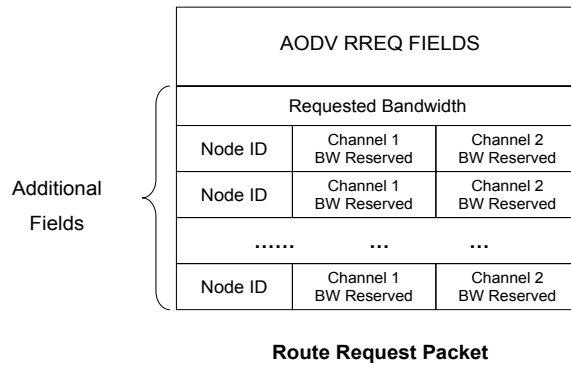 AODV RREQ FIELDS
Requested Bandwidth
Node ID Channel 1 BW Reserved Channel 2 BW Reserved
Node ID Channel 1 BW Reserved Channel 2 BW Reserved
...... ... ...
Node ID Channel 1 BW Reserved Channel 2 BW Reserved
Additional
Fields
Route Request Packet